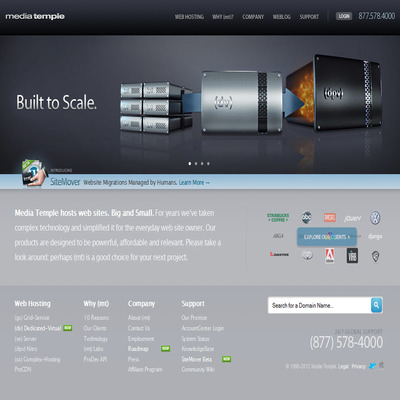 mediatemple
WEB HOSTING WHY (mt)? COMPANY WEBLOG SUPPORT LOGIN 877.578.4000
Built to Scale.
(dv) (dpv)
INTRODUCING
SiteMover Website Migrations Managed by Humans. Learn More
Media Temple hosts web sites. Big and Small. For years we've taken
complex technology and simplified it for the everyday web site owner. Our
products are designed to be powerful, affordable and relevant. Please take a
look around; perhaps (mt) is a good choice for your next project.
STARBUCKS COFFEE abc jQuery
EXPLORE OUR CLIENTS django
Adobe
Web Hosting Why (mt) Company Support
(gs) Grid-Service 10 Reasons About (mt) Our Promise
(dv) Dedicated-Virtual NEW Our Clients Contact Us AccountCenter Login
(ve) Server Technology Employment System Status
Litespd Nitro (mt) Labs Roadmap NEW KnowledgeBase
(sx) Complex-Hosting ProDev API Press SiteMover Beta NEW
ProCDN Affiliate Program Community Wiki
Search for a Domain Name...
24/7 GLOBAL SUPPORT
(877) 578-4000
Media Temple Legal Privacy